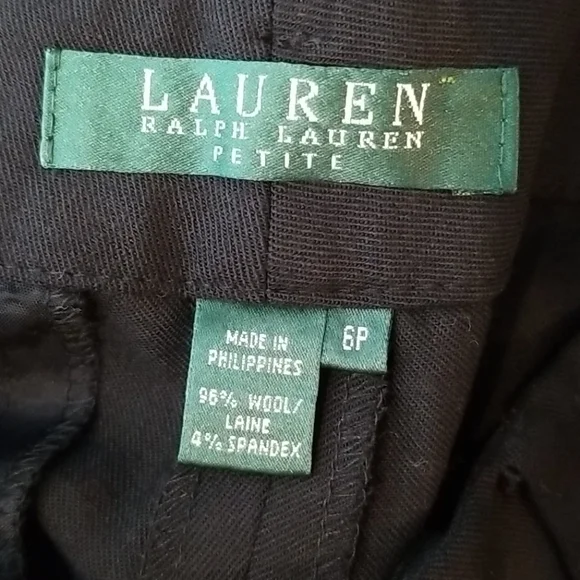 LAUREN
RALPH LAUREN
PETITE
6P
MADE IN
PHILIPPINES
96% WOOL/
LAINE
4% SPANDEX